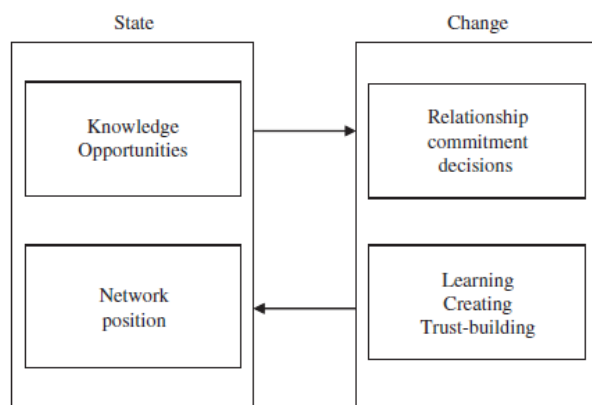 State
Change
Knowledge
Opportunities
Relationship
commitment
decisions
Network
position
Learning
Creating
Trust-building